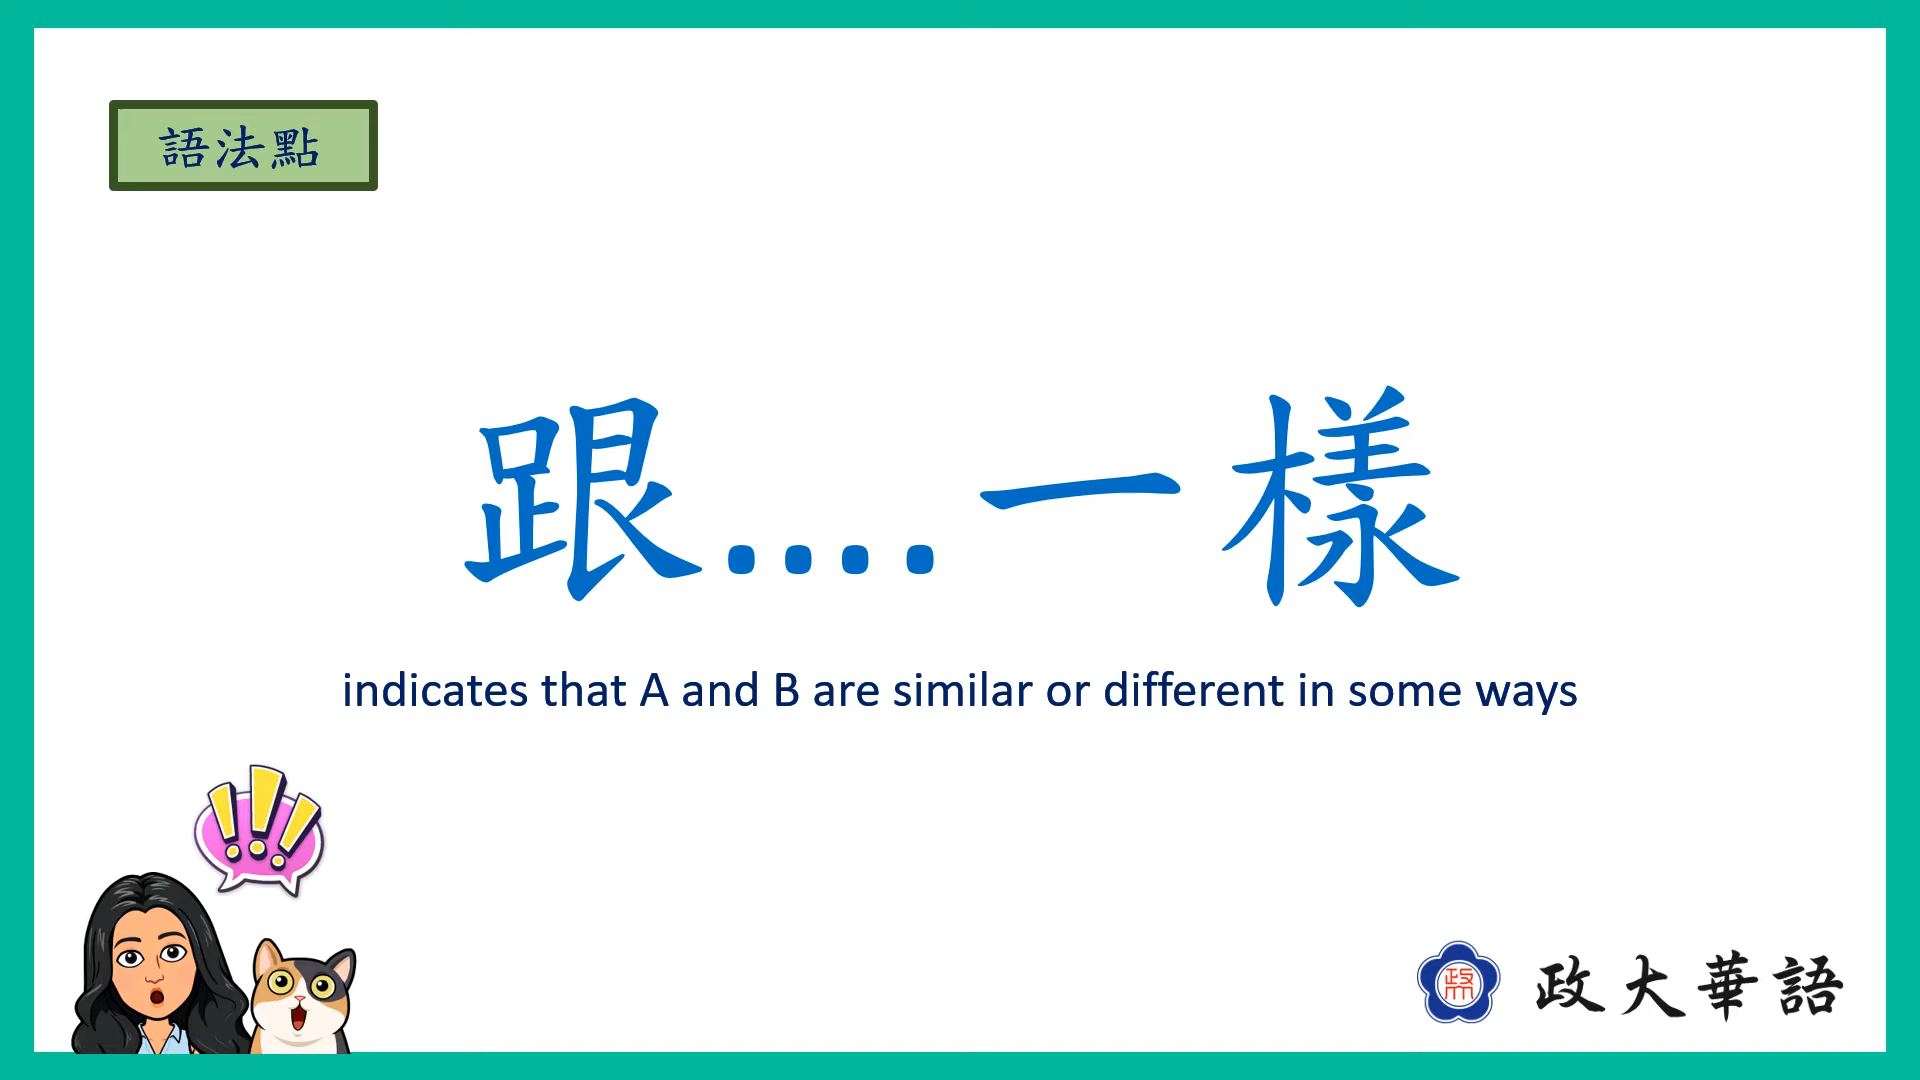 語法點
跟....一樣
indicates that A and B are similar or different in some ways
!!!
政大華語